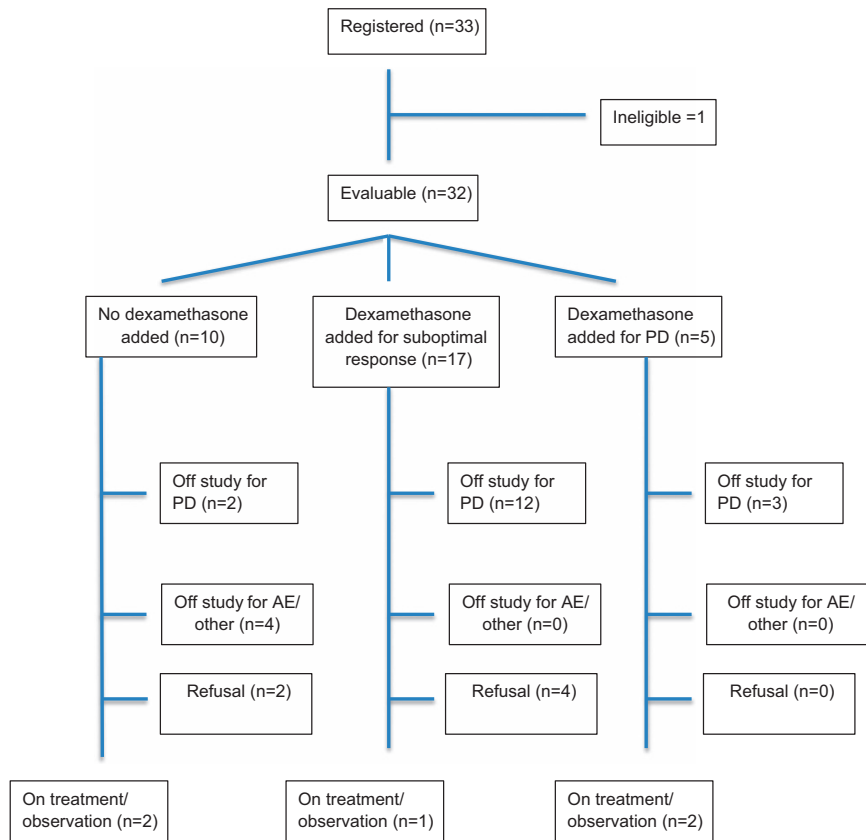 Registered (n=33)
Ineligible =1
Evaluable (n=32)
No dexamethasone
added (n=10)
Dexamethasone
added for suboptimal
response (n=17)
Dexamethasone
added for PD (n=5)
Off study for
PD (n=2)
Off study for
PD (n=12)
Off study for
PD (n=3)
Off study for AE/
other (n=4)
Off study for AE/
other (n=0)
Off study for AE/
other (n=0)
Refusal (n=2)
Refusal (n=4)
Refusal (n=0)
On treatment/
observation (n=2)
On treatment/
observation (n=1)
On treatment/
observation (n=2)